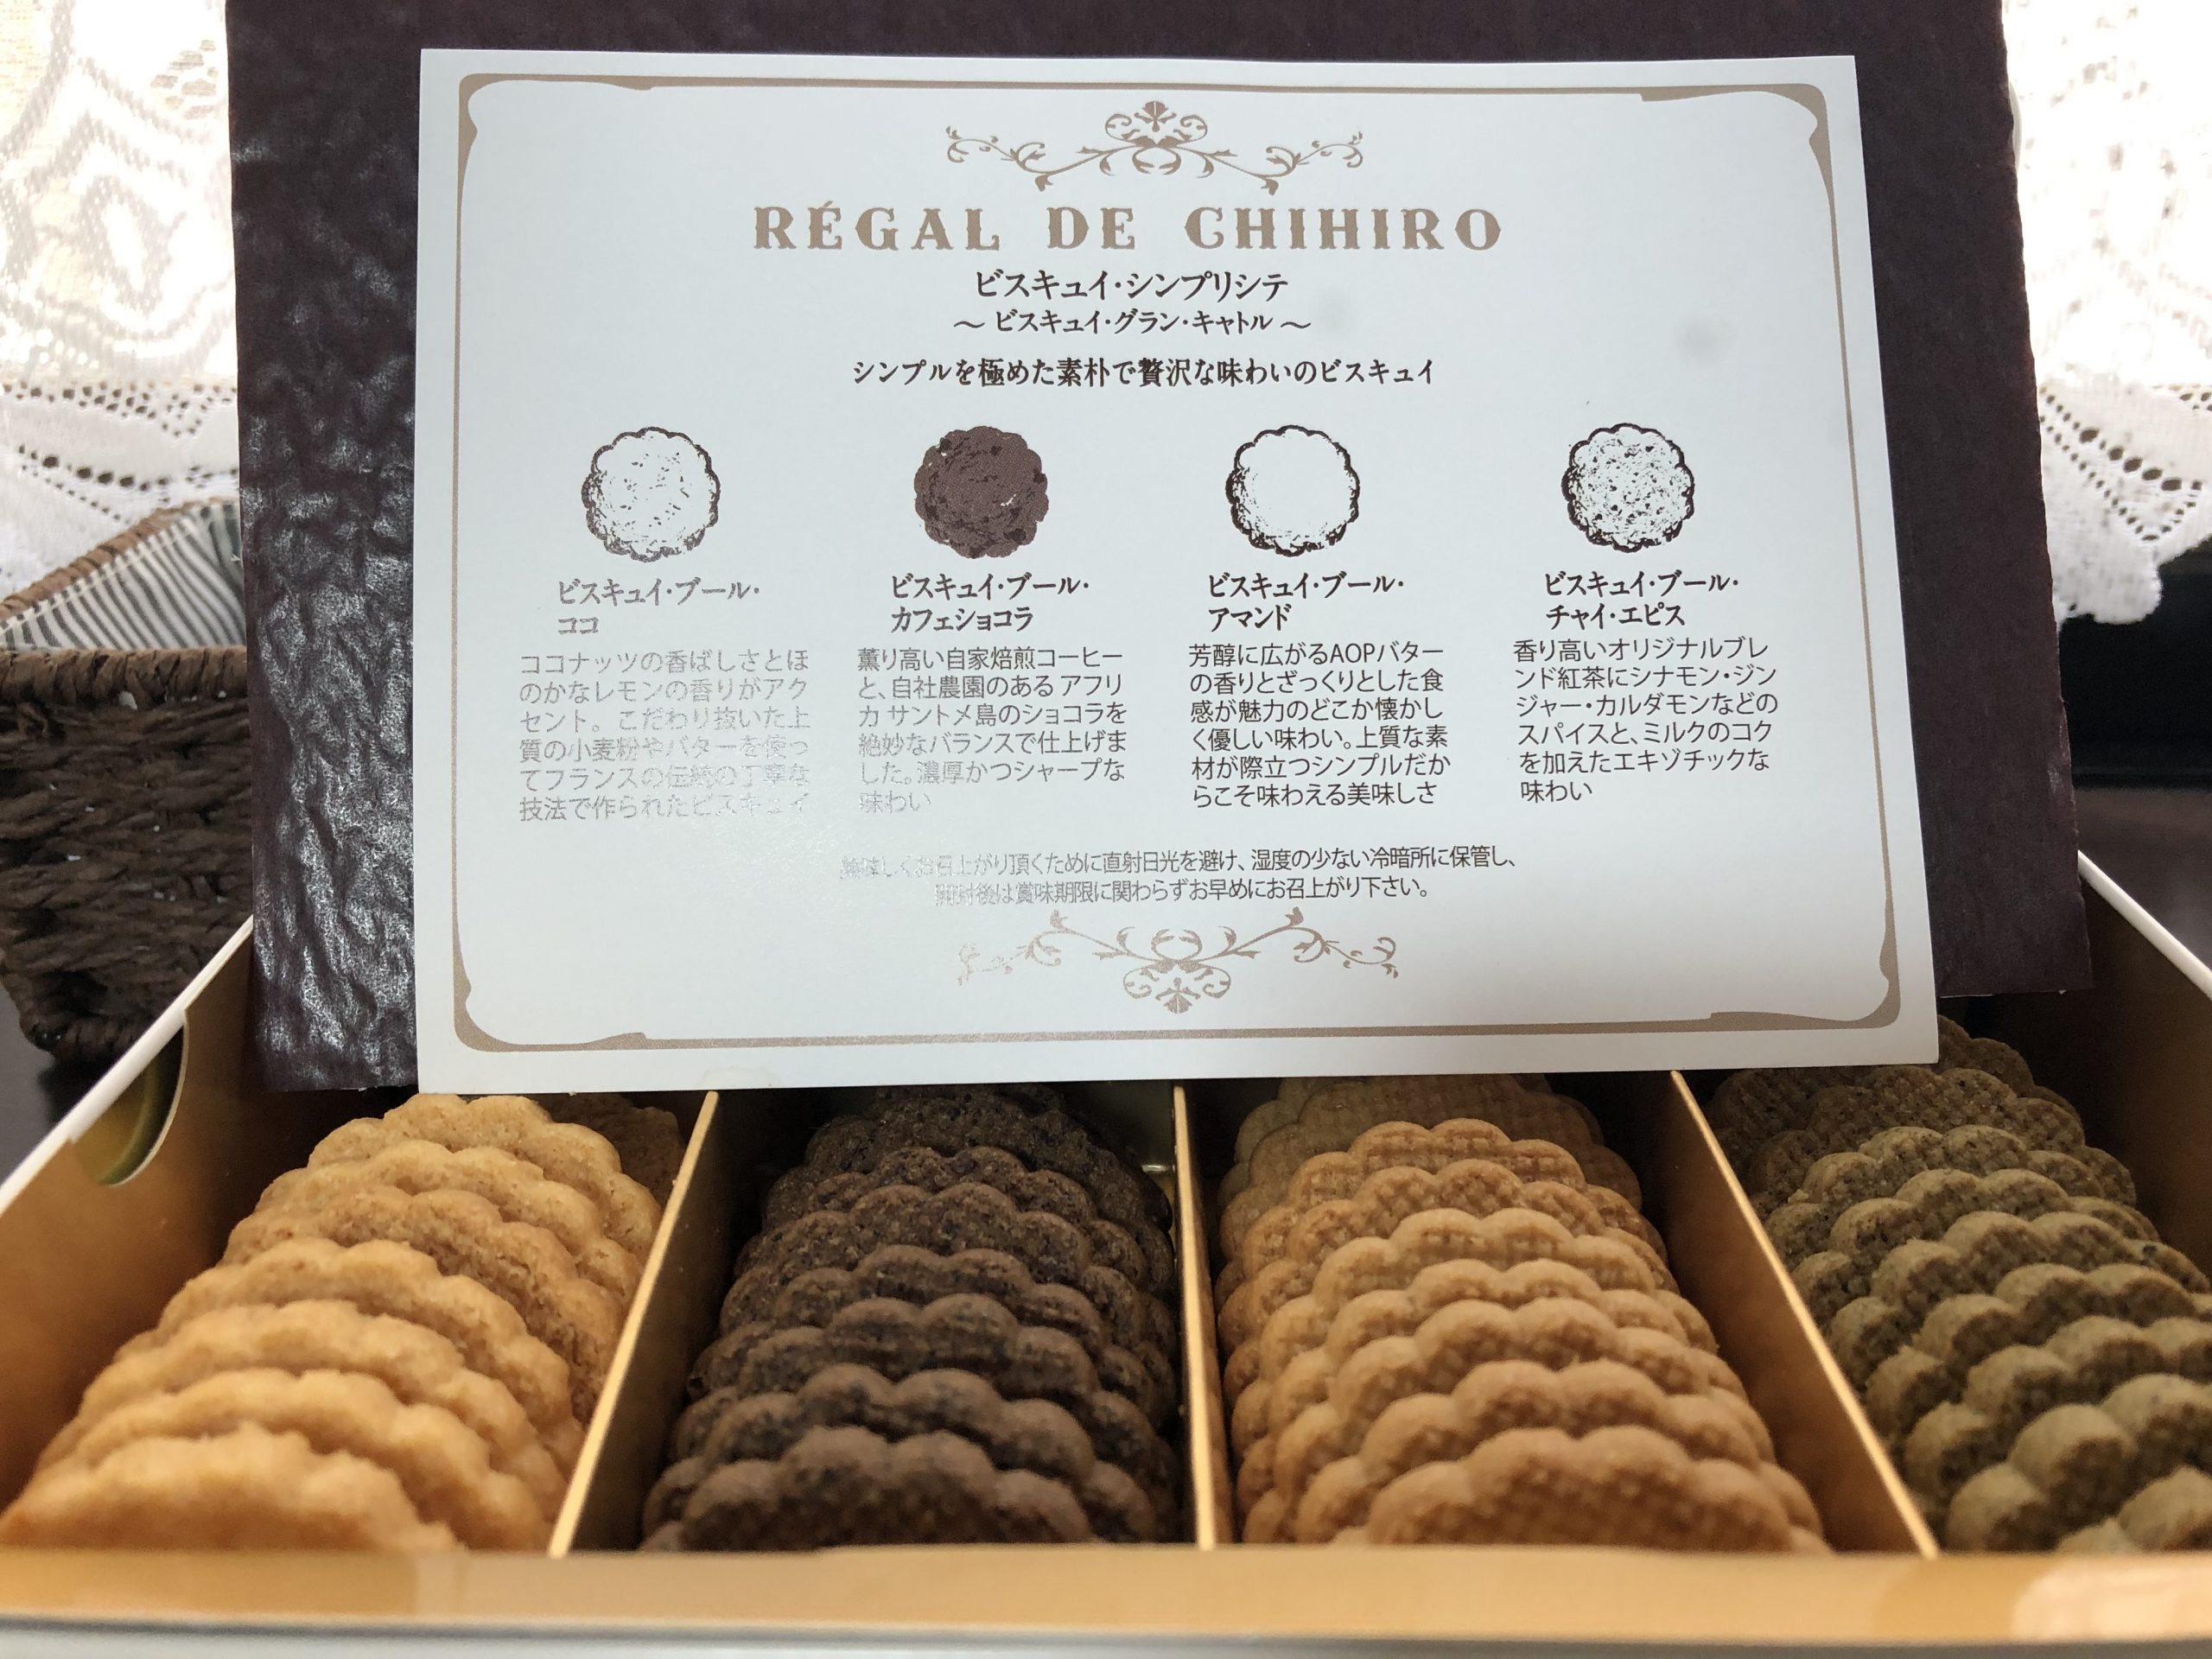 RÉGAL DE CHIHIRO
ビスキュイ・シンプリシテ
～ ビスキュイ・グラン・キャトル ～
シンプルを極めた素朴で贅沢な味わいのビスキュイ
ビスキュイ・ブール・
ココ
ココナッツの香ばしさとほ
のかなレモンの香りがアク
セント。こだわり抜いた上
質の小麦粉やバターを使っ
てフランスの伝統の丁寧な
技法で作られたビスキュイ
ビスキュイ・ブール・
カフェショコラ
薫り高い自家焙煎コーヒー
と、自社農園のある アフリ
カ サントメ島のショコラを
絶妙なバランスで仕上げま
した。濃厚かつシャープな
味わい
ビスキュイ・ブール・
アマンド
芳醇に広がるAOPバター
の香りとざっくりとした食
感が魅力のどこか懐かし
く優しい味わい。上質な素
材が際立つシンプルだか
らこそ味わえる美味しさ
ビスキュイ・ブール・
チャイ・エピス
香り高いオリジナルブレ
ンド紅茶にシナモン・ジン
ジャー・カルダモンなどの
スパイスと、ミルクのコク
を加えたエキゾチックな
味わい
美味しくお召上がり頂くために直射日光を避け、湿度の少ない冷暗所に保管し、
開封後は賞味期限に関わらずお早めにお召上がり下さい。